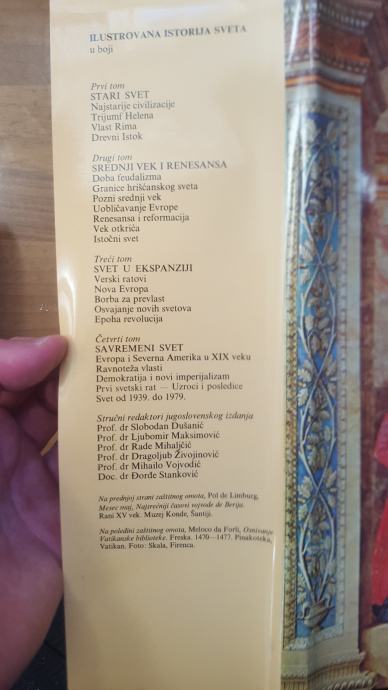 ILUSTROVANA ISTORIJA SVETA
u boji
Prvi tom
STARI SVET
Najstarije civilizacije
Trijumf Helena
Vlast Rima
Drevni Istok
Drugi tom
SREDNJI VEK I RENESANSA
Doba feudalizma
Granice hrišćanskog sveta
Pozni srednji vek
Uobličavanje Evrope
Renesansa i reformacija
Vek otkrića
Istočni svet
Treći tom
SVET U EKSPANZIJI
Verski ratovi
Nova Evropa
Borba za prevlast
Osvajanje novih svetova
Epoha revolucija
Četvrti tom
SAVREMENI SVET
Evropa i Severna Amerika u XIX veku
Ravnoteža vlasti
Demokratija i novi imperijalizam
Prvi svetski rat — Uzroci i posledice
Svet od 1939. do 1979.
Stručni redaktori jugoslovenskog izdanja
Prof. dr Slobodan Dušanić
Prof. dr Ljubomir Maksimović
Prof. dr Rade Mihaljčić
Prof. dr Dragoljub Živojinović
Prof. dr Mihailo Vojvodić
Doc. dr Đorđe Stanković
Na prednjoj strani zaštitnog omota, Pol de Limburg,
Mesec maj, Najsrećniji časovi vojvode de Berija.
Rani XV vek. Muzej Konde, Šantiji.
Na poleđini zaštitnog omota, Meloco da Forli, Osnivanje
Vatikanske biblioteke. Freska. 1470—1477. Pinakoteka,
Vatikan. Foto: Skala, Firenca.